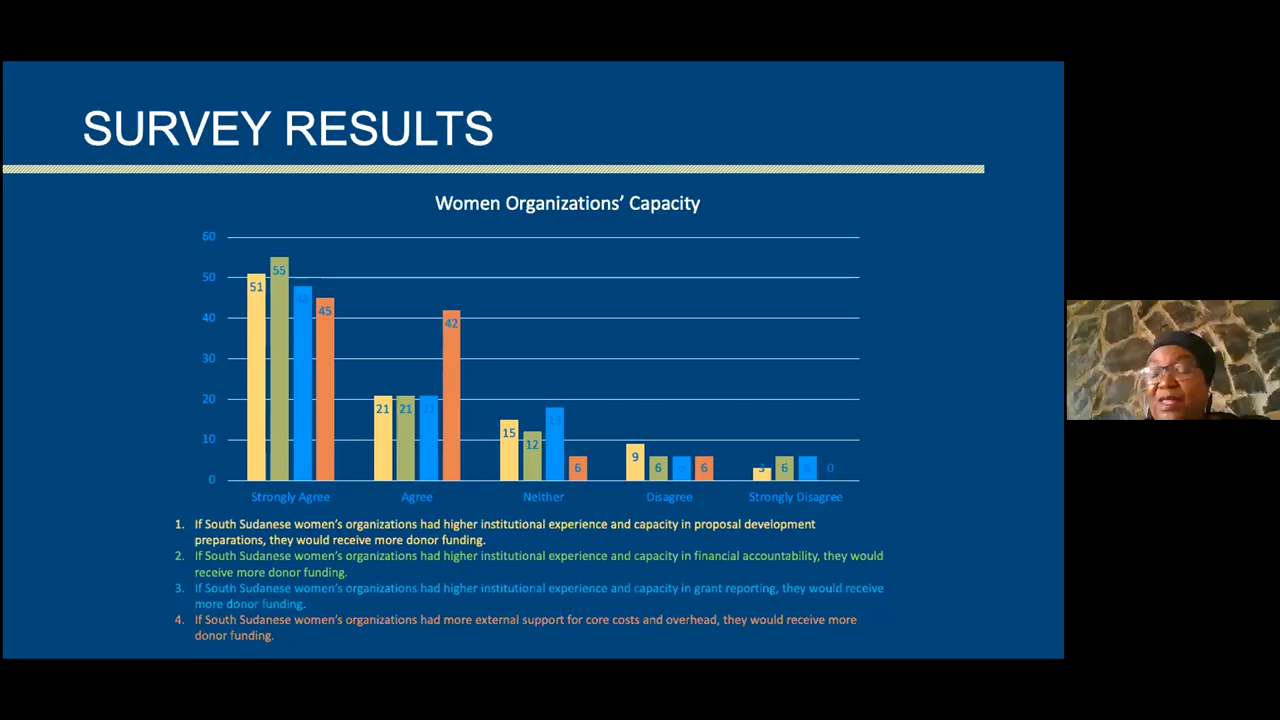 SURVEY RESULTS
Women Organizations’ Capacity
60
50
40
30
20
10
0
51
55
48
45
21
21
21
42
15
12
18
6
9
6
6
6
3
6
6
0
Strongly Agree
Agree
Neither
Disagree
Strongly Disagree
1. If South Sudanese women’s organizations had higher institutional experience and capacity in proposal development
preparations, they would receive more donor funding.
2. If South Sudanese women’s organizations had higher institutional experience and capacity in financial accountability, they would
receive more donor funding.
3. If South Sudanese women’s organizations had higher institutional experience and capacity in grant reporting, they would receive
more donor funding.
4. If South Sudanese women’s organizations had more external support for core costs and overhead, they would receive more
donor funding.